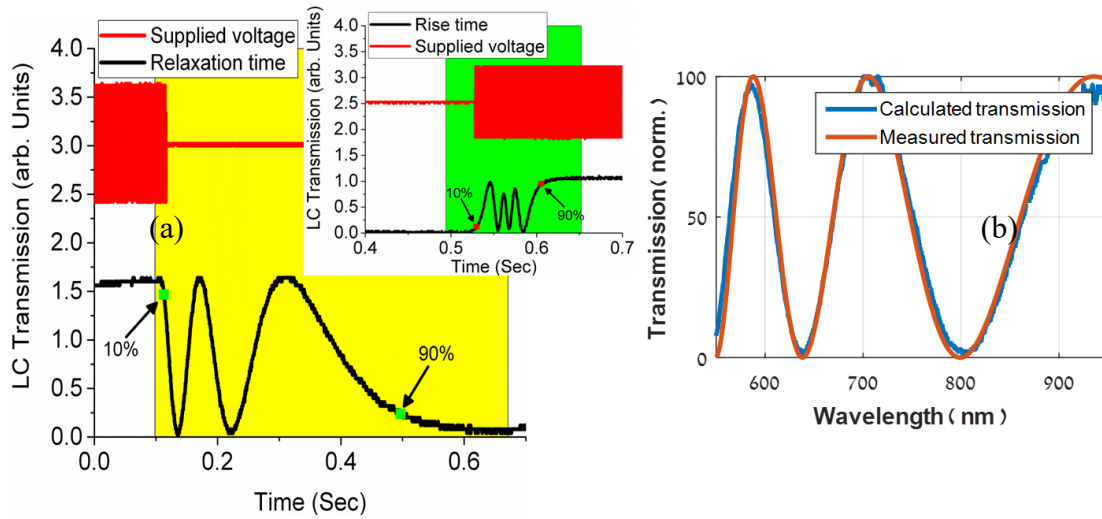 Supplied voltage
Relaxation time
LC Transmission (arb. Units)
4.0
3.5
3.0
2.5
2.0
1.5
1.0
0.5
0.0
(a)
10%
90%
0.0 0.2 0.4 0.6
Time (Sec)
Rise time
Supplied voltage
LC Transmission (arb. Units)
4.0
3.5
3.0
2.5
2.0
1.5
1.0
0.5
0.0
10%
90%
0.4 0.5 0.6 0.7
Time (Sec)
Calculated transmission
Measured transmission
Transmission( norm.)
100
50
0
(b)
600 700 800 900
Wavelength( nm)